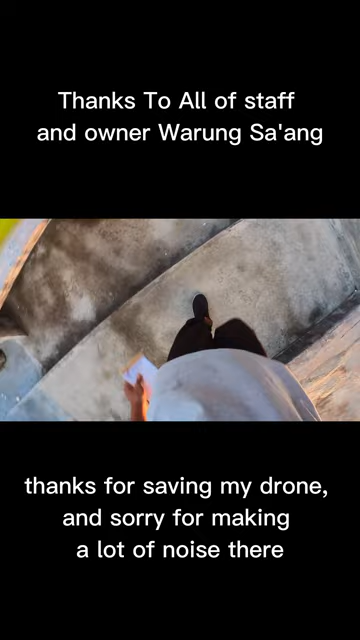 Thanks To All of staff
and owner Warung Sa'ang
thanks for saving my drone,
and sorry for making
a lot of noise there